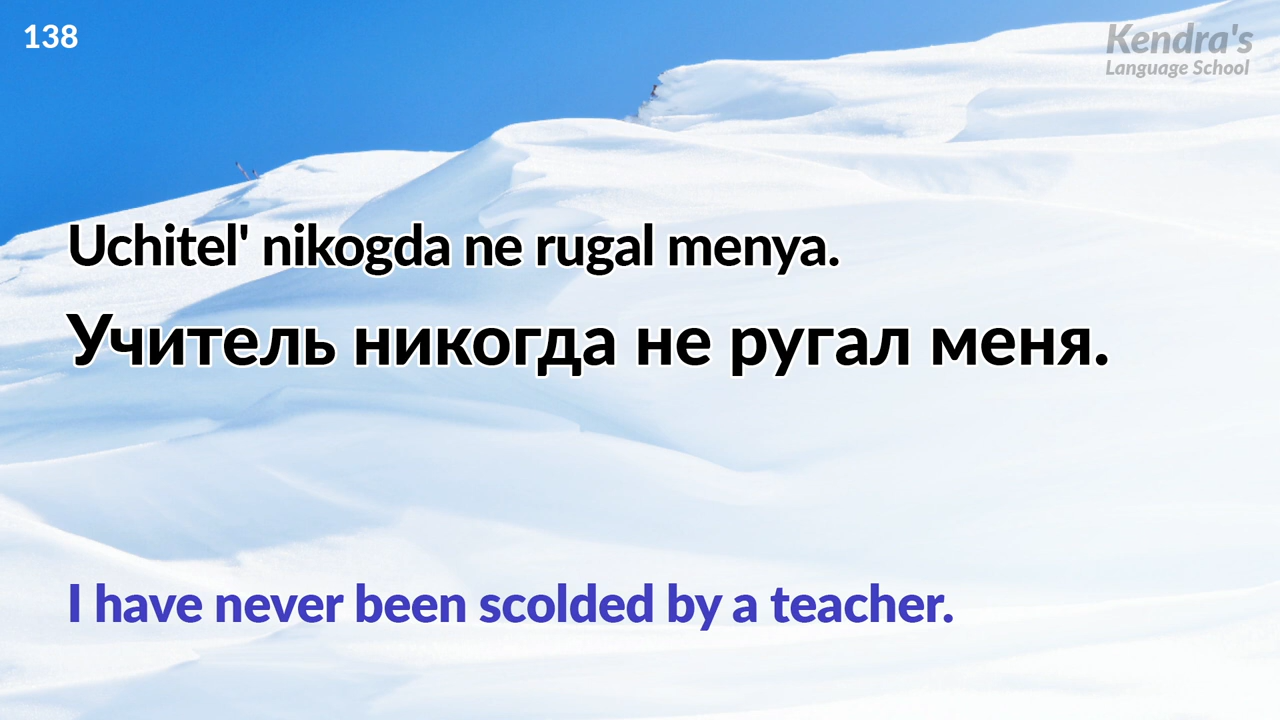 138
Kendra's
Language School
Uchitel' nikogda ne rugal menya.
Учитель никогда не ругал меня.
I have never been scolded by a teacher.